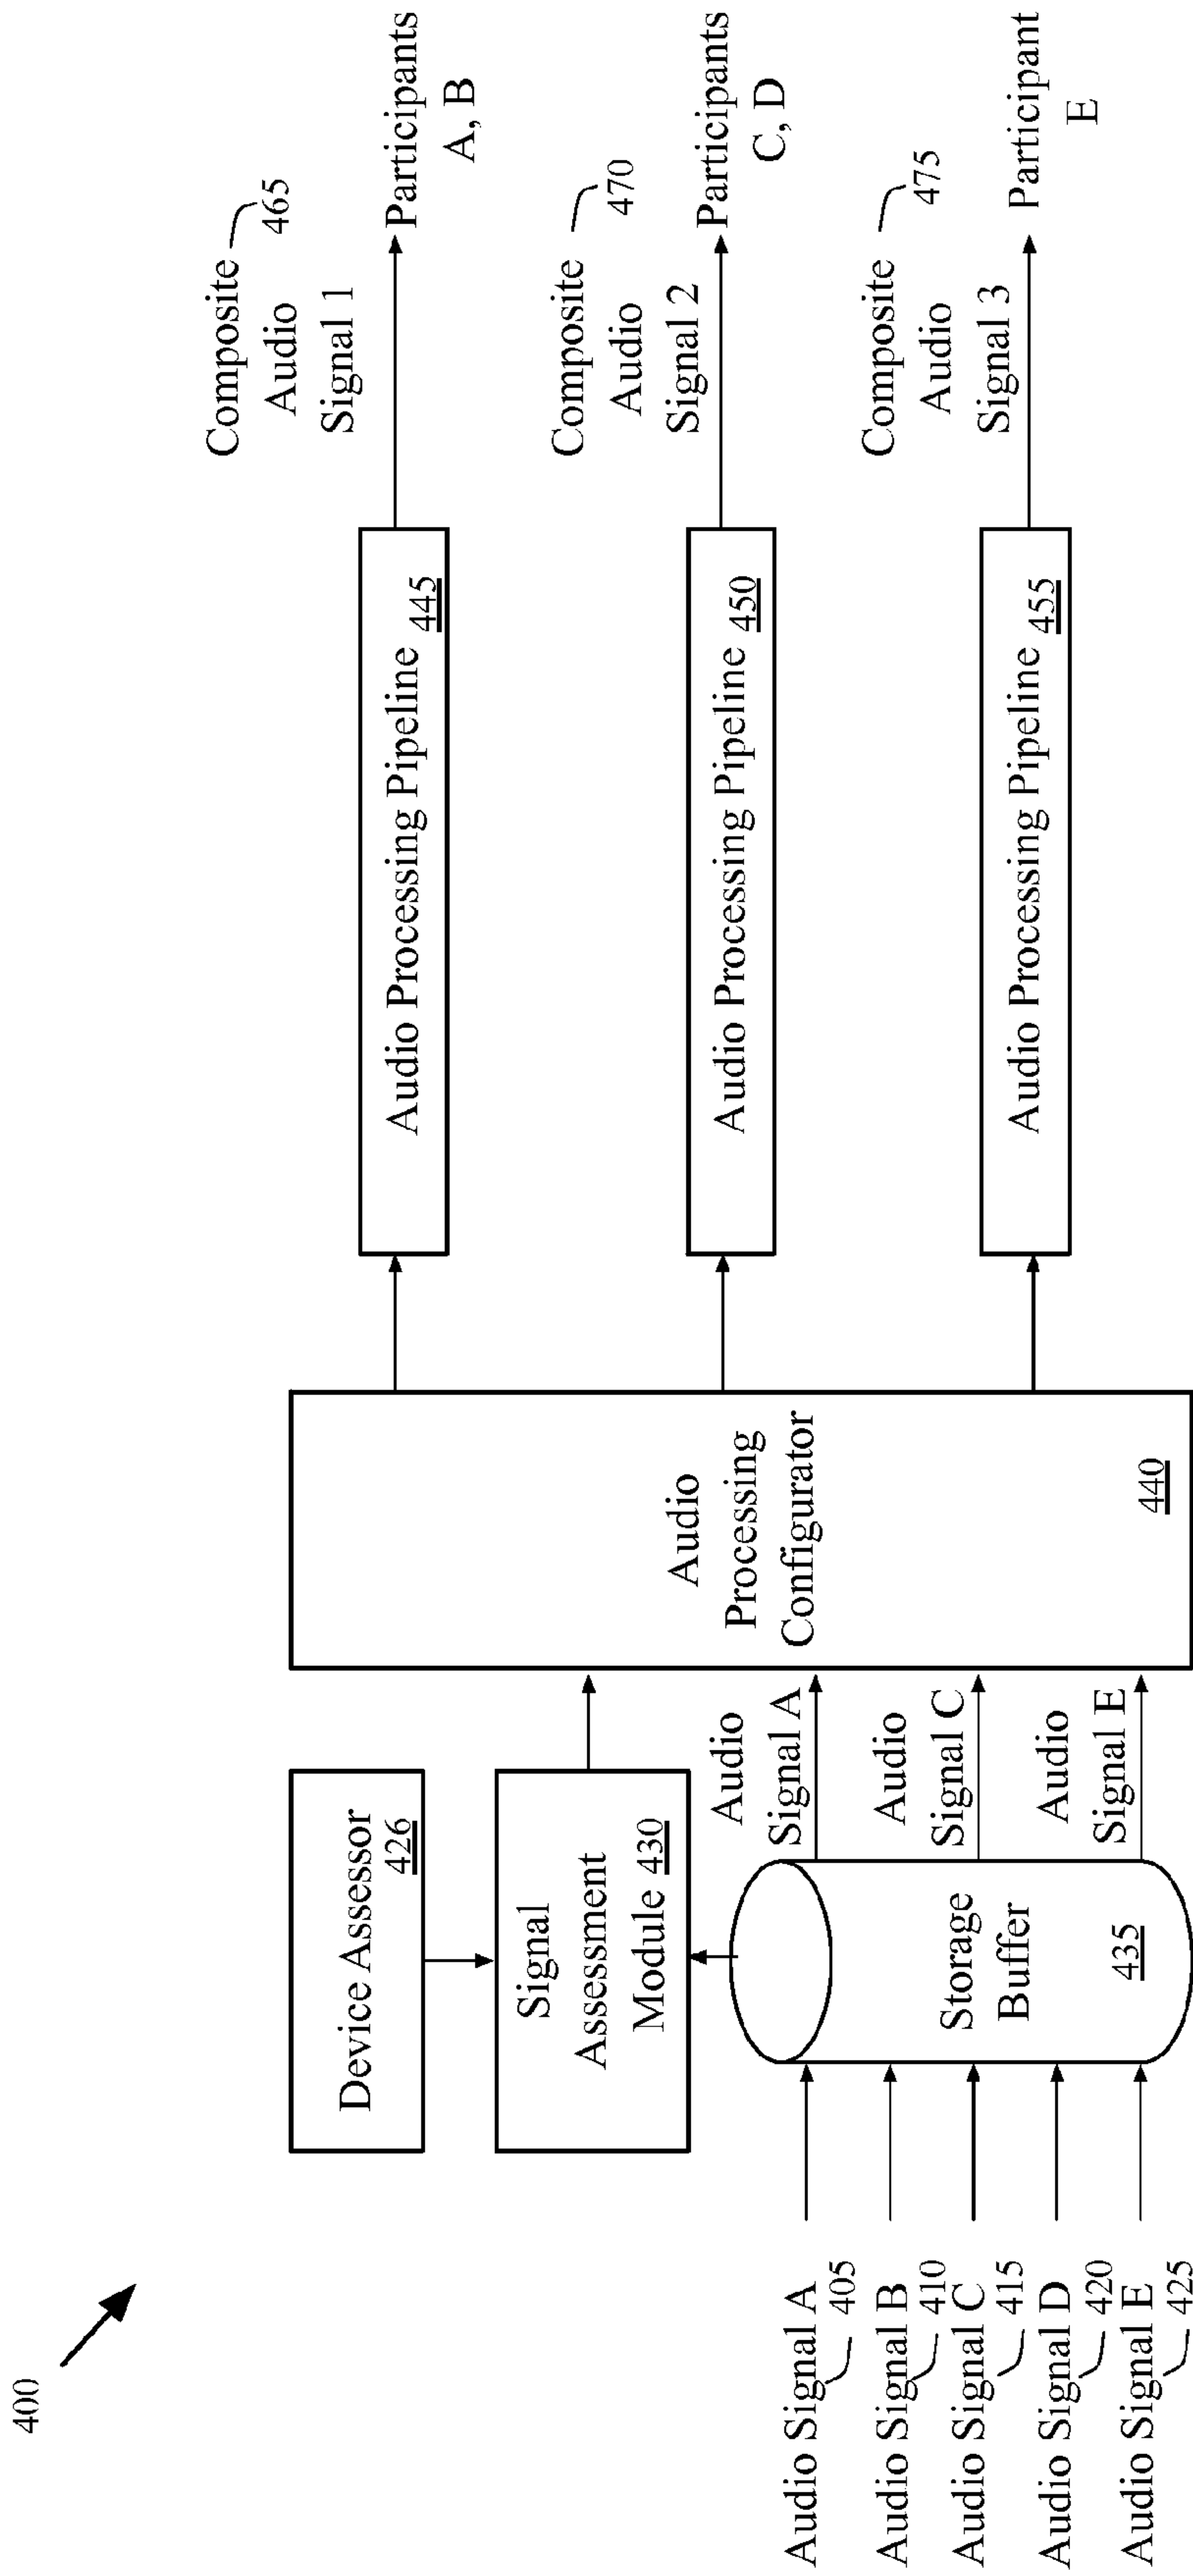 400
Audio Signal A
405
Audio Signal B
410
Audio Signal C
415
Audio Signal D
420
Audio Signal E
425
Device Assessor
426
Signal
Assessment
Module 430
Storage
Buffer
435
Audio
Signal A
Audio
Signal C
Audio
Signal E
Audio
Processing
Configurator
440
Audio Processing Pipeline 445
Audio Processing Pipeline 450
Audio Processing Pipeline 455
Composite
Audio
Signal 1
465
Participants
A, B
Composite
Audio
Signal 2
470
Participants
C, D
Composite
Audio
Signal 3
475
Participant
E